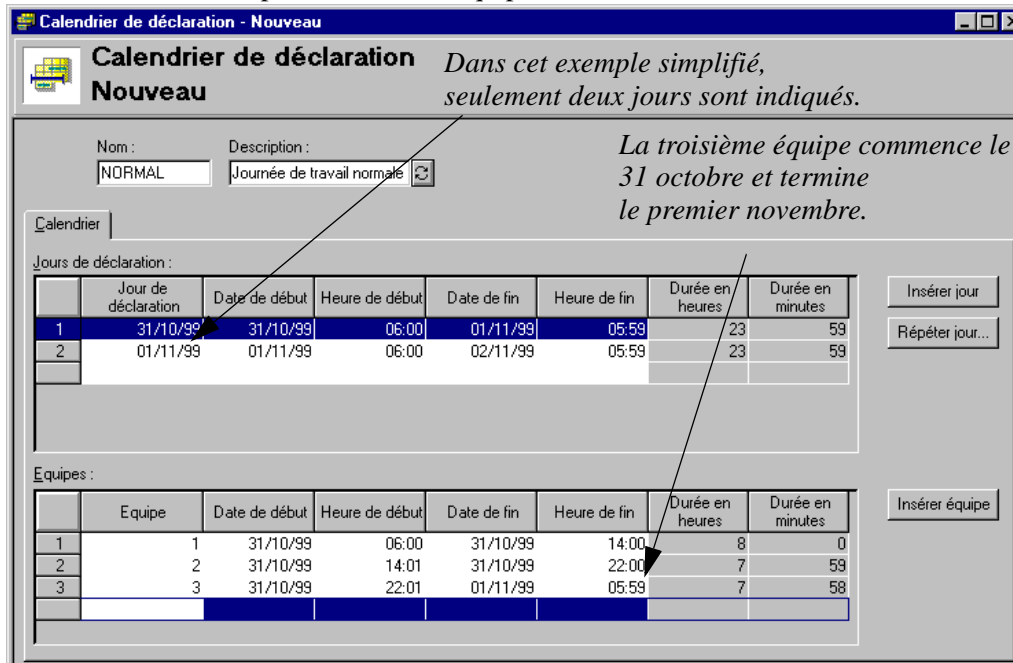 Calendrier de déclaration - Nouveau
Calendrier de déclaration
Nouveau
Dans cet exemple simplifié,
seulement deux jours sont indiqués.
La troisième équipe commence le
31 octobre et termine
le premier novembre.
Nom :
Description :
NORMAL
Journée de travail normale
Calendrier
Jours de déclaration :
Jour de déclaration Date de début Heure de début Date de fin Heure de fin Durée en heures Durée en minutes
1 31/10/99 31/10/99 06:00 01/11/99 05:59 23 59
2 01/11/99 01/11/99 06:00 02/11/99 05:59 23 59
Insérer jour
Répéter jour...
Equipes :
Equipe Date de début Heure de début Date de fin Heure de fin Durée en heures Durée en minutes
1 1 31/10/99 06:00 31/10/99 14:00 8 0
2 2 31/10/99 14:01 31/10/99 22:00 7 59
3 3 31/10/99 22:01 01/11/99 05:59 7 58
Insérer équipe